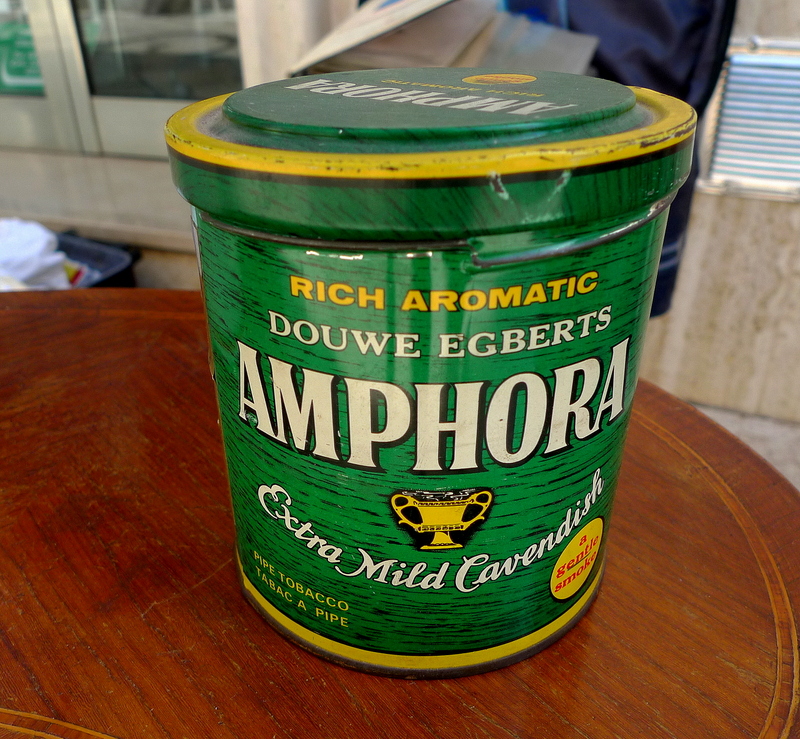 AMPHORA
RICH AROMATIC
DOUWE EGBERTS
AMPHORA
Extra Mild Cavendish
a
gentle
smoke
PIPE TOBACCO
TABAC A PIPE